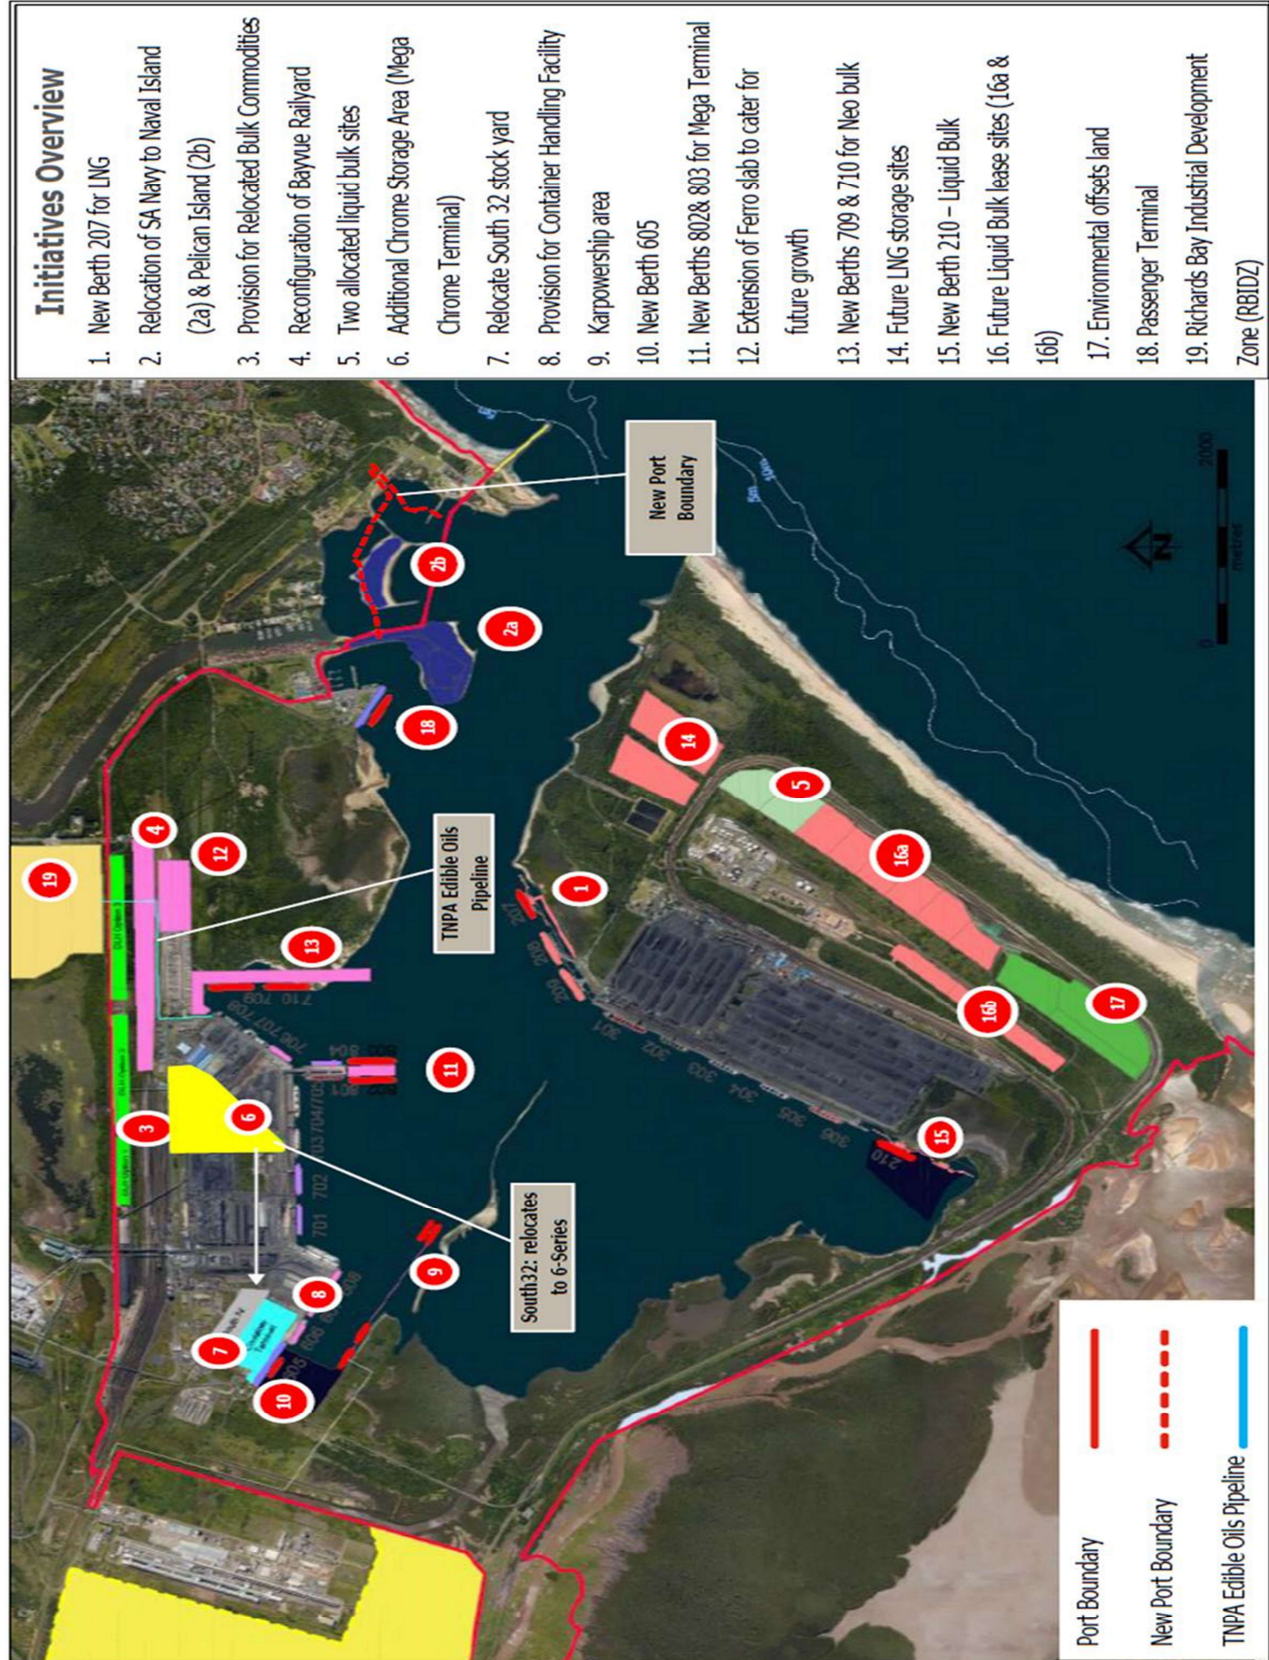 Initiatives Overview
1. New Berth 207 for LNG
2. Relocation of SA Navy to Naval Island
(2a) & Pelican Island (2b)
3. Provision for Relocated Bulk Commodities
4. Reconfiguration of Bayvue Railyard
5. Two allocated liquid bulk sites
6. Additional Chrome Storage Area (Mega
Chrome Terminal)
7. Relocate South 32 stock yard
8. Provision for Container Handling Facility
9. Karpowership area
10. New Berth 605
11. New Berths 802& 803 for Mega Terminal
12. Extension of Ferro slab to cater for
future growth
13. New Berths 709 & 710 for Neo bulk
14. Future LNG storage sites
15. New Berth 210 – Liquid Bulk
16. Future Liquid Bulk lease sites (16a &
16b)
17. Environmental offsets land
18. Passenger Terminal
19. Richards Bay Industrial Development
Zone (RBIDZ)
19
4
12
3
6
13
11
7
8
10
9
18
2a
2b
1
14
5
16a
16b
17
15
New Port
Boundary
TNPA Edible Oils
Pipeline
South32: relocates
to 6-Series
701
702
703
704
706
707
708
709
710
801
804
606
207
208
209
301
302
303
304
305
306
210
5m
10m
N
0
2000
metres
Port Boundary
New Port Boundary
TNPA Edible Oils Pipeline